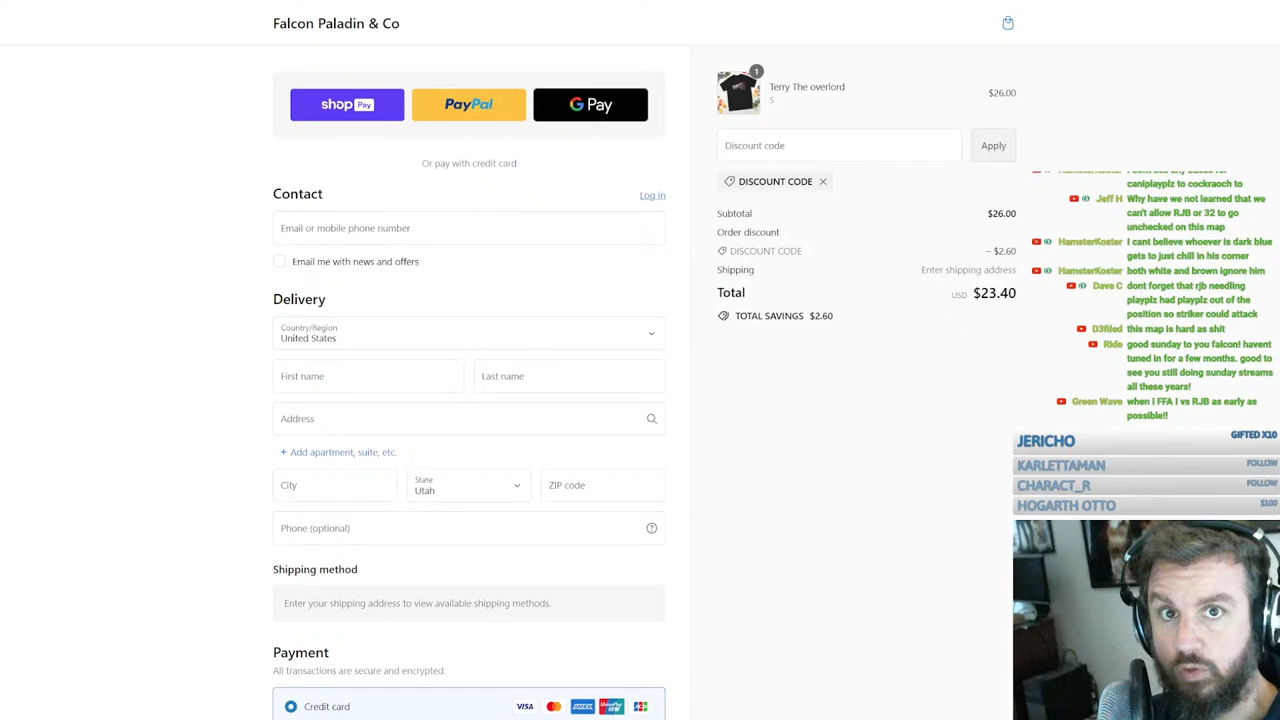 Falcon Paladin & Co
shop Pay
PayPal
G Pay
Or pay with credit card
Contact
Log in
Email or mobile phone number
Email me with news and offers
Delivery
Country/Region
United States
First name
Last name
Address
+ Add apartment, suite, etc.
City
State
Utah
ZIP code
Phone (optional)
Shipping method
Enter your shipping address to view available shipping methods.
Payment
All transactions are secure and encrypted.
Credit card
VISA
AMEX
UnionPay
JCB
1
Terry The overlord
S
$26.00
Discount code
Apply
DISCOUNT CODE
Subtotal
$26.00
Order discount
DISCOUNT CODE
– $2.60
Shipping
Enter shipping address
Total
USD $23.40
TOTAL SAVINGS $2.60
caniplayplz to cockraoch to
Jeff H Why have we not learned that we
can't allow RJB or 32 to go
unchecked on this map
HamsterKoster I cant believe whoever is dark blue
gets to just chill in his corner
HamsterKoster both white and brown ignore him
Dave C dont forget that rjb needling
playplz had playplz out of the
position so striker could attack
D3filed this map is hard as shit
Ride good sunday to you falcon! havent
tuned in for a few months. good to
see you still doing sunday streams
all these years!
Green Wave when I FFA I vs RJB as early as
possible!!
JERICHO GIFTED X10
KARLETTAMAN FOLLOW
CHARACT_R FOLLOW
HOGARTH OTTO $100